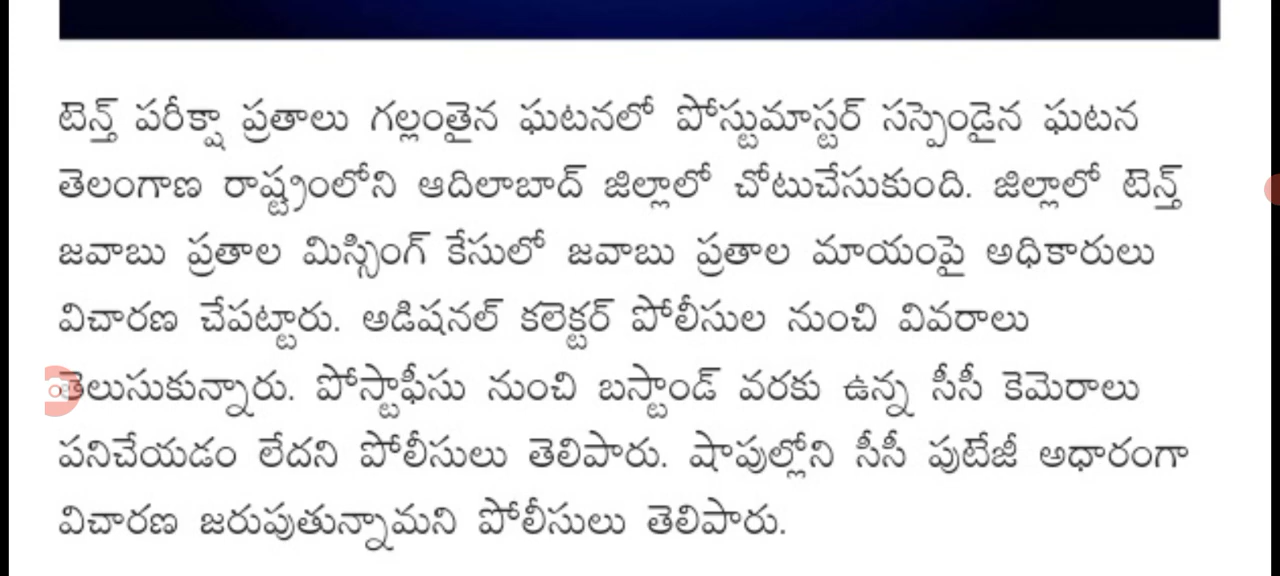 టెన్త్ పరీక్షా ప్రతాలు గల్లంతైన ఘటనలో పోస్టుమాస్టర్ సస్పెండైన ఘటన
తెలంగాణ రాష్ట్రంలోని ఆదిలాబాద్ జిల్లాలో చోటుచేసుకుంది. జిల్లాలో టెన్త్
జవాబు ప్రతాల మిస్సింగ్ కేసులో జవాబు ప్రతాల మాయంపై అధికారులు
విచారణ చేపట్టారు. అడిషనల్ కలెక్టర్ పోలీసుల నుంచి వివరాలు
తెలుసుకున్నారు. పోస్టాఫీసు నుంచి బస్టాండ్ వరకు ఉన్న సీసీ కెమెరాలు
పనిచేయడం లేదని పోలీసులు తెలిపారు. షాపుల్లోని సీసీ పుటేజీ అధారంగా
విచారణ జరుపుతున్నామని పోలీసులు తెలిపారు.